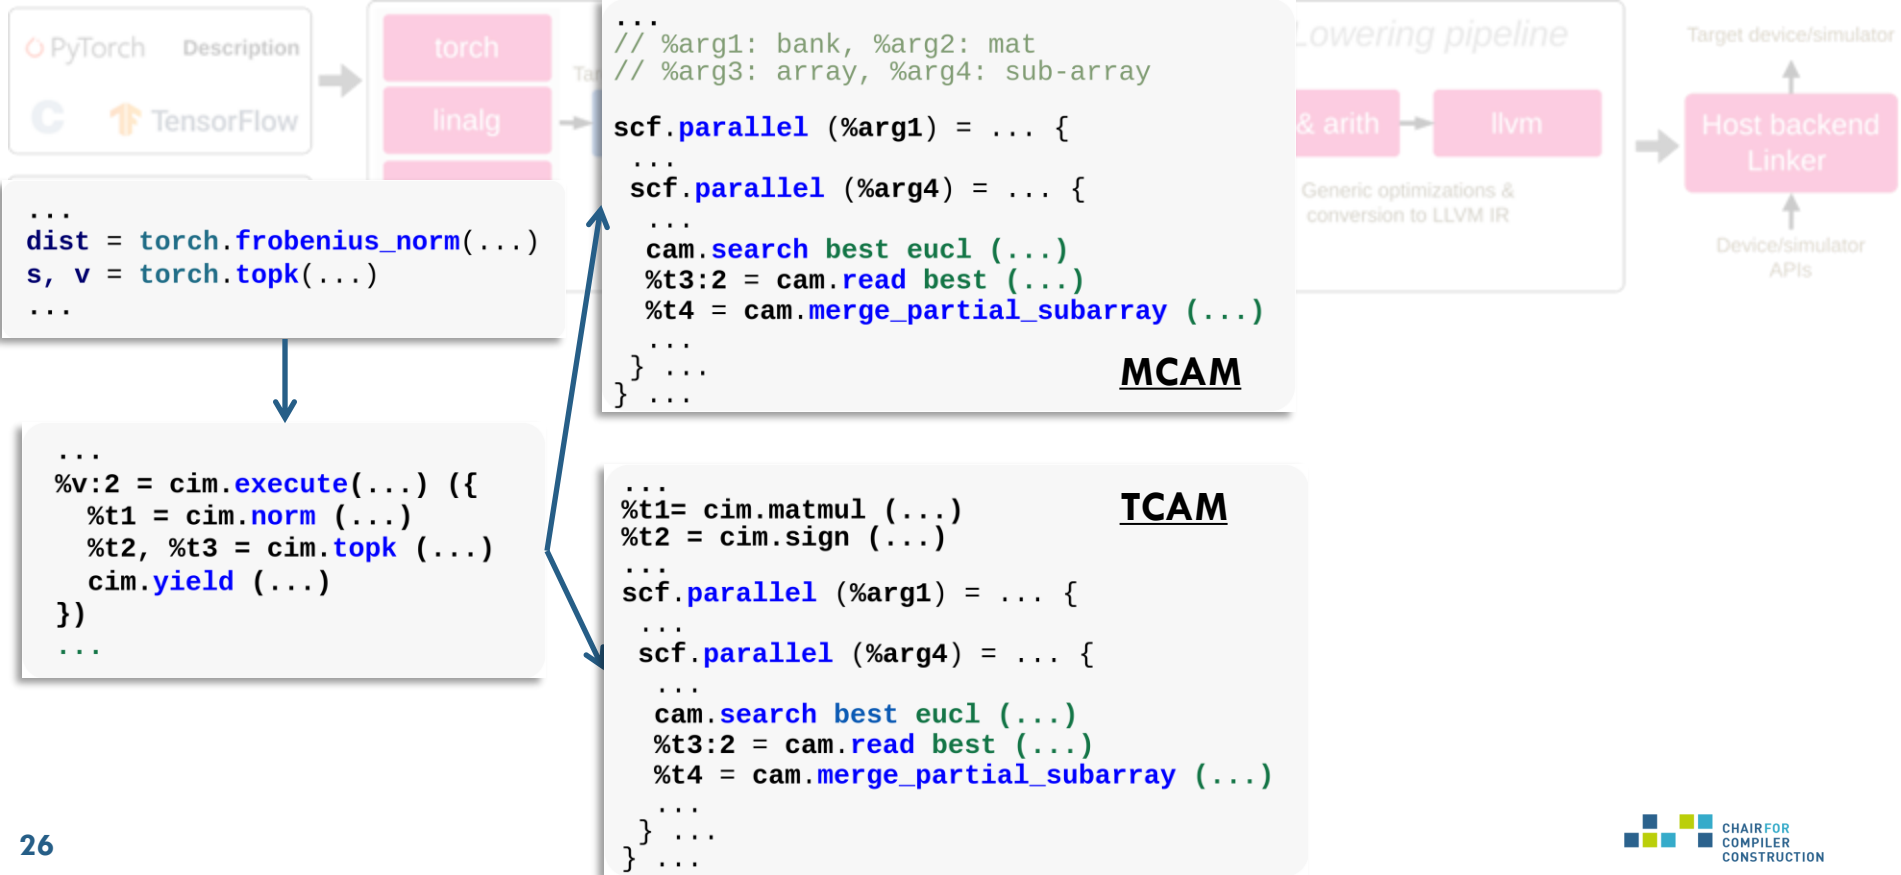 PyTorch
Description
C
TensorFlow
torch
linalg
Tar
Lowering pipeline
& arith
llvm
Generic optimizations &
conversion to LLVM IR
Target device/simulator
Host backend
Linker
Device/simulator
APIs
...
dist = torch.frobenius_norm(...)
s, v = torch.topk(...)
...
...
%v:2 = cim.execute(...) ({
%t1 = cim.norm (...)
%t2, %t3 = cim.topk (...)
cim.yield (...)
})
...
...
// %arg1: bank, %arg2: mat
// %arg3: array, %arg4: sub-array
scf.parallel (%arg1) = ... {
...
scf.parallel (%arg4) = ... {
...
cam.search best eucl (...)
%t3:2 = cam.read best (...)
%t4 = cam.merge_partial_subarray (...)
...
} ...
} ...
MCAM
...
%t1= cim.matmul (...)
%t2 = cim.sign (...)
...
scf.parallel (%arg1) = ... {
...
scf.parallel (%arg4) = ... {
...
cam.search best eucl (...)
%t3:2 = cam.read best (...)
%t4 = cam.merge_partial_subarray (...)
...
} ...
} ...
TCAM
26
CHAIR FOR
COMPILER
CONSTRUCTION